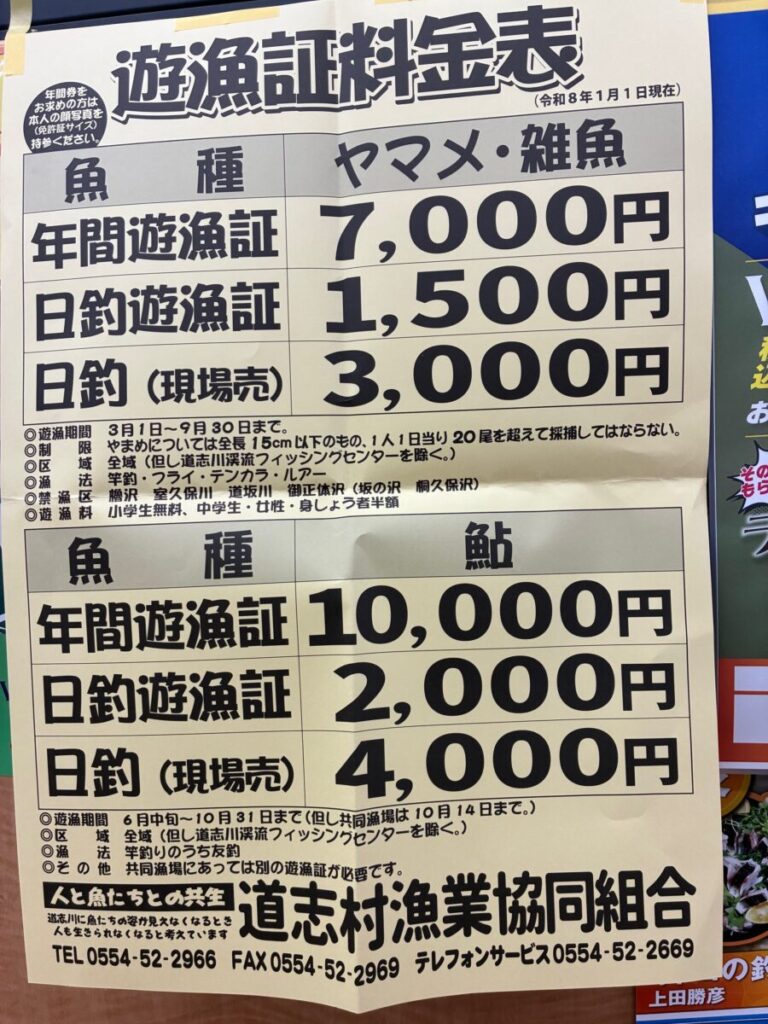 遊漁証料金表
年間券を
お求めの方は
本人の顔写真を
(免許証サイズ)
持参ください。
(令和8年1月1日現在)
魚種 ヤマメ・雑魚
年間遊漁証 7,000円
日釣遊漁証 1,500円
日釣(現場売) 3,000円
◎遊漁期間 3月1日～9月30日まで。
◎制限 やまめについては全長15cm以下のもの、1人1日当り20尾を超えて採捕してはならない。
◎区域 全域(但し道志川渓流フィッシングセンターを除く。)
◎漁法 竿釣・フライ・テンカラ・ルアー
◎禁漁区 室久保川 道坂川 御正体沢(坂の沢 桐久保沢)
◎遊漁料 小学生無料、中学生・女性・身しょう者半額
魚種 鮎
年間遊漁証 10,000円
日釣遊漁証 2,000円
日釣(現場売) 4,000円
◎遊漁期間 6月中旬～10月31日まで(但し共同漁場は10月14日まで。)
◎区域 全域(但し道志川渓流フィッシングセンターを除く。)
◎漁法 竿釣りのうち友釣
◎その他 共同漁場にあっては別の遊漁証が必要です。
人と魚たちとの共生
道志川に魚たちの姿が見えなくなるとき
人も生きられなくなると考えています
道志村漁業協同組合
TEL 0554-52-2966 FAX0554-52-2969 テレフォンサービス0554-52-2669
の釣
上田勝彦